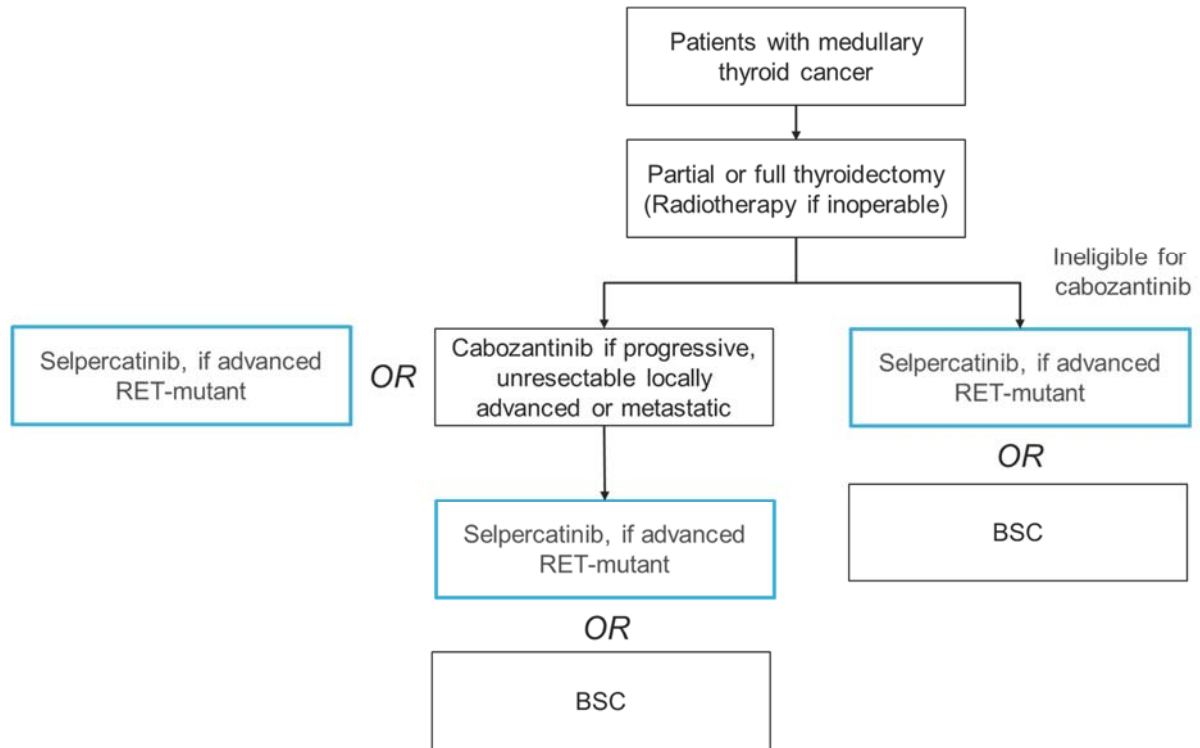 Patients with medullary
thyroid cancer
Partial or full thyroidectomy
(Radiotherapy if inoperable)
Ineligible for
cabozantinib
Selpercatinib, if advanced
RET-mutant
OR
Cabozantinib if progressive,
unresectable locally
advanced or metastatic
Selpercatinib, if advanced
RET-mutant
OR
BSC
Selpercatinib, if advanced
RET-mutant
OR
BSC